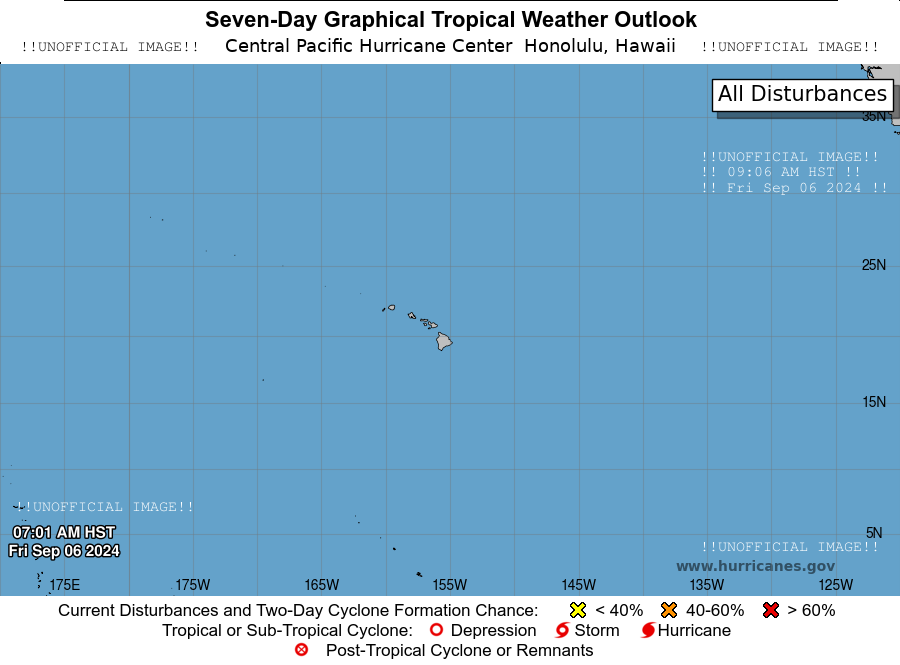 Seven-Day Graphical Tropical Weather Outlook
!!UNOFFICIAL IMAGE!! Central Pacific Hurricane Center Honolulu, Hawaii !!UNOFFICIAL IMAGE!!
All Disturbances
35N
!!UNOFFICIAL IMAGE!!
!! 09:06 AM HST !!
!! Fri Sep 06 2024 !!
25N
15N
!!UNOFFICIAL IMAGE!!
07:01 AM HST
5N
Fri Sep 06 2024
!!UNOFFICIAL IMAGE!!
www.hurricanes.gov
175E 175W 165W 155W 145W 135W 125W
Current Disturbances and Two-Day Cyclone Formation Chance: < 40% 40-60% > 60%
Tropical or Sub-Tropical Cyclone: Depression Storm Hurricane
Post-Tropical Cyclone or Remnants